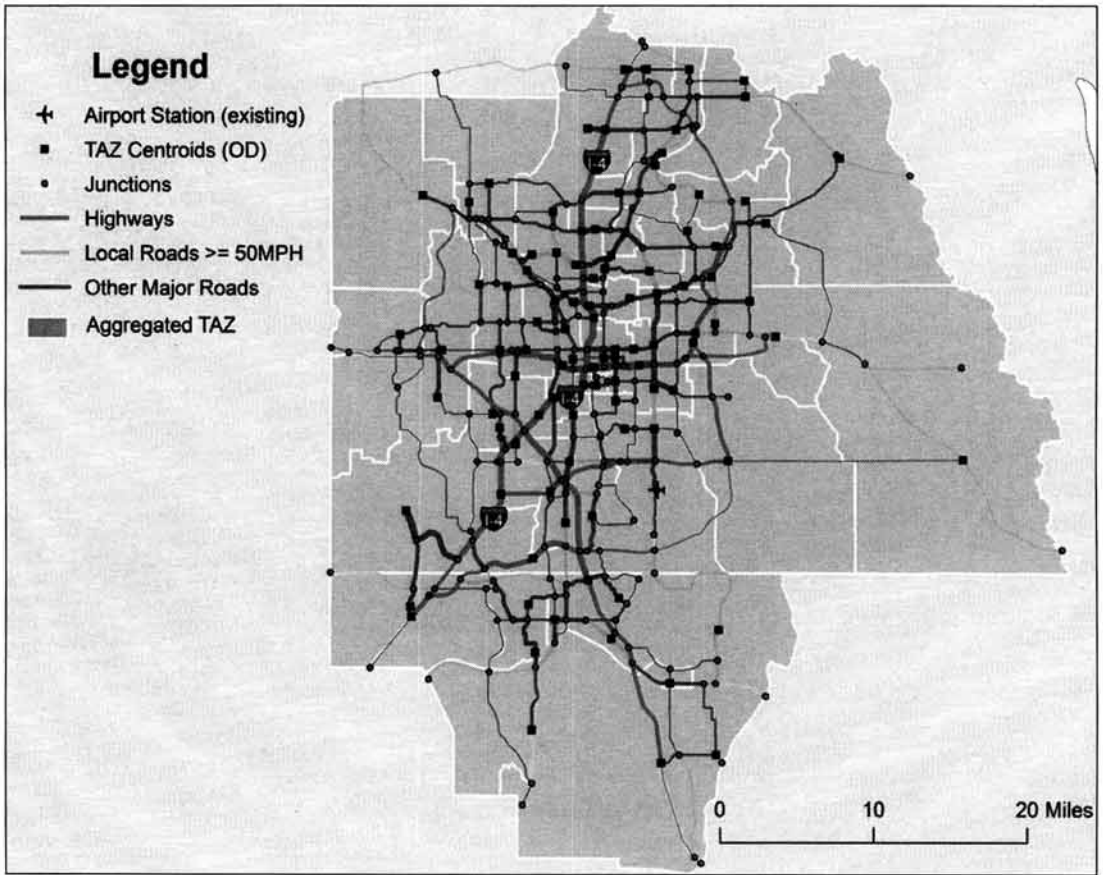 Legend
Airport Station (existing)
TAZ Centroids (OD)
Junctions
Highways
Local Roads >= 50MPH
Other Major Roads
Aggregated TAZ
0 10 20 Miles